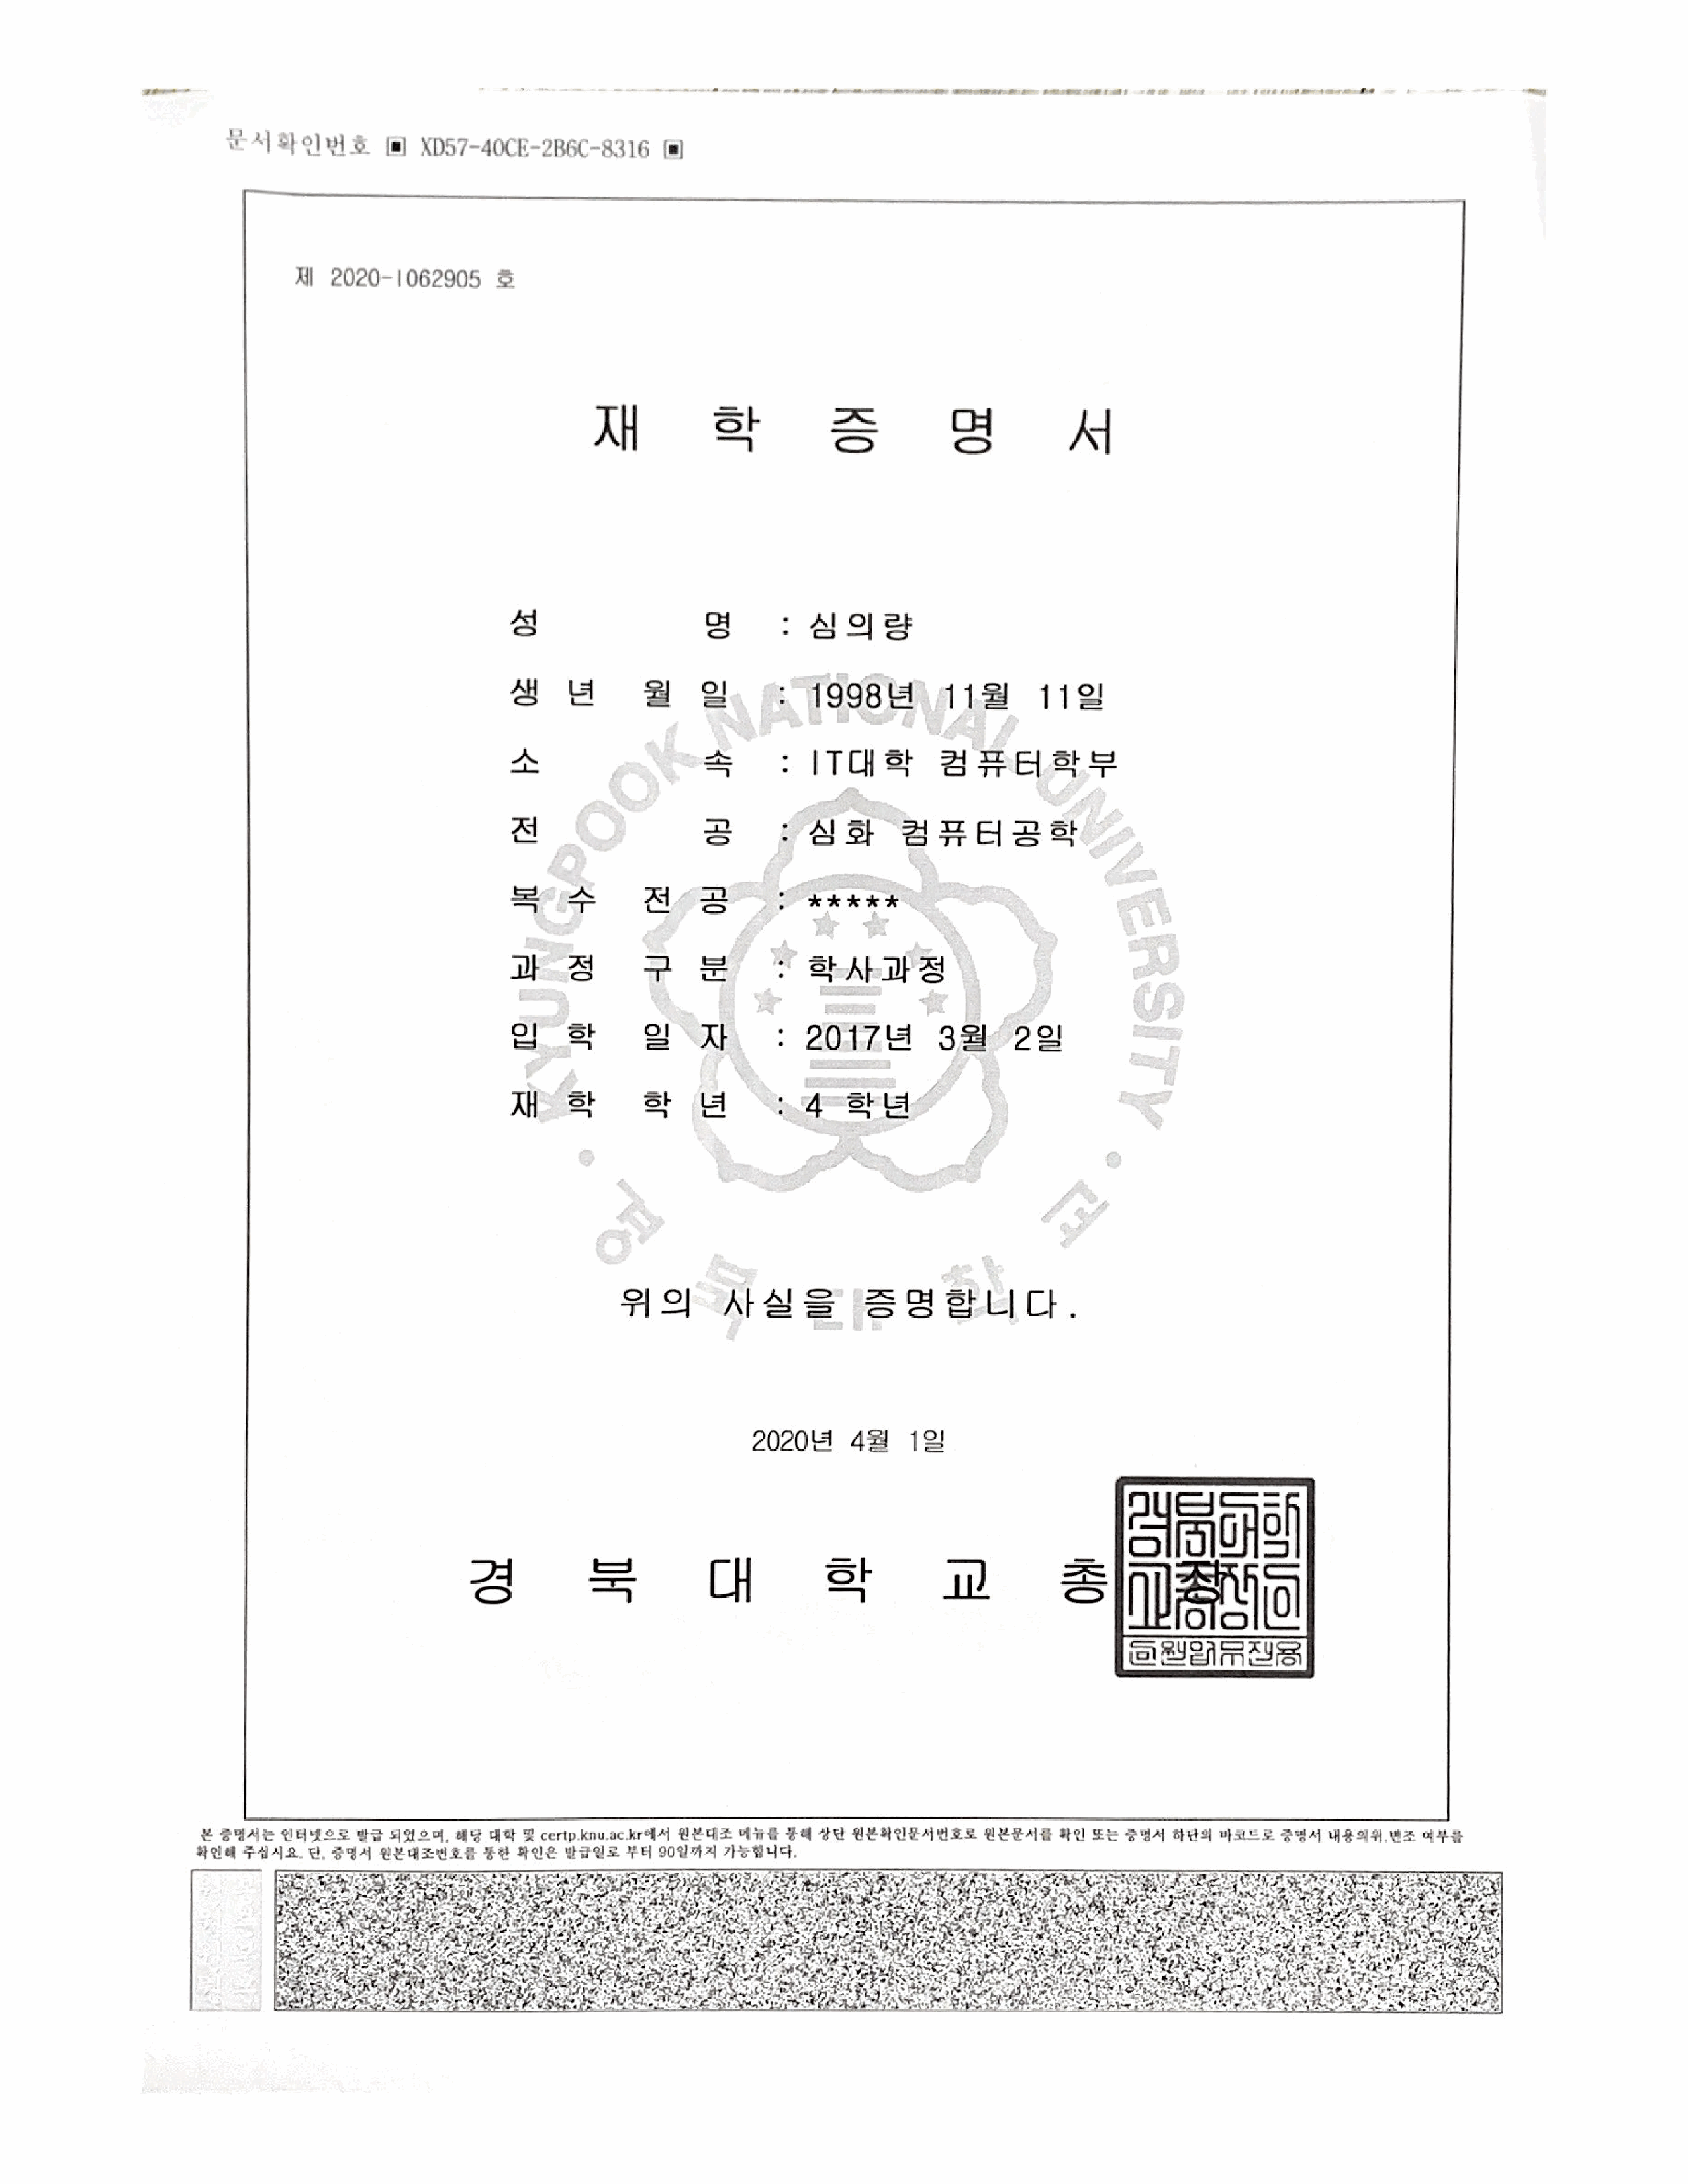 문서확인번호 ▣ XD57-40CE-2B6C-8316 ▣
제 2020-1062905 호
재 학 증 명 서
성 명 : 심의량
생 년 월 일 : 1998년 11월 11일
소 속 : IT대학 컴퓨터학부
전 공 : 심화 컴퓨터공학
복 수 전 공 : *****
과 정 구 분 : 학사과정
입 학 일 자 : 2017년 3월 2일
재 학 학 년 : 4 학년
KYUNGPOOK NATIONAL UNIVERSITY
경 북 대 학 교
위의 사실을 증명합니다.
2020년 4월 1일
경 북 대 학 교 총 장
본 증명서는 인터넷으로 발급 되었으며, 해당 대학 및 certp.knu.ac.kr에서 원본대조 메뉴를 통해 상단 원본확인문서번호로 원본문서를 확인 또는 증명서 하단의 바코드로 증명서 내용의위,변조 여부를
확인해 주십시요. 단, 증명서 원본대조번호를 통한 확인은 발급일로 부터 90일까지 가능합니다.